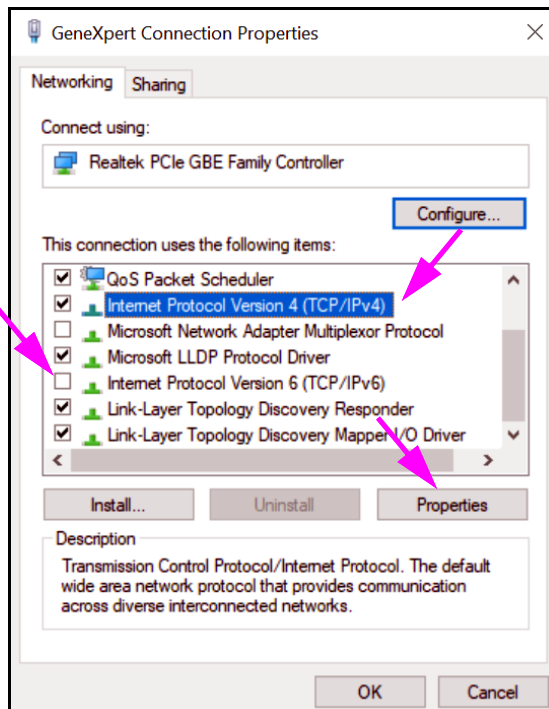 GeneXpert Connection Properties
Networking
Sharing
Connect using:
Realtek PCIe GBE Family Controller
Configure...
This connection uses the following items:
QoS Packet Scheduler
Internet Protocol Version 4 (TCP/IPv4)
Microsoft Network Adapter Multiplexor Protocol
Microsoft LLDP Protocol Driver
Internet Protocol Version 6 (TCP/IPv6)
Link-Layer Topology Discovery Responder
Link-Layer Topology Discovery Mapper I/O Driver
Install...
Uninstall
Properties
Description
Transmission Control Protocol/Internet Protocol. The default
wide area network protocol that provides communication
across diverse interconnected networks.
OK
Cancel